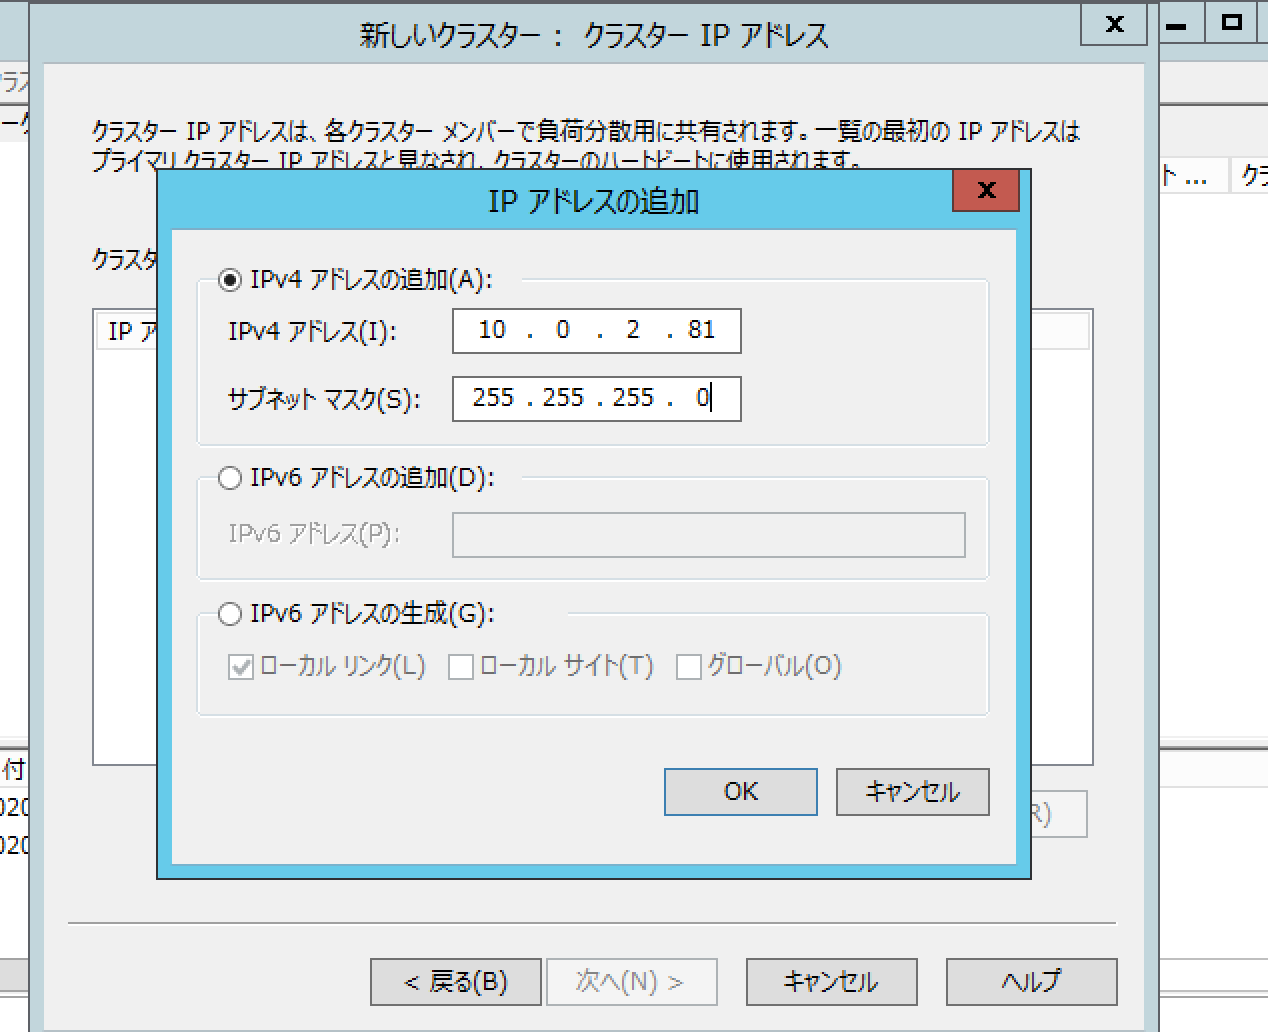 新しいクラスター : クラスター IP アドレス
クラスター IP アドレスは、各クラスター メンバーで負荷分散用に共有されます。一覧の最初の IP アドレスは
プライマリ クラスター IP アドレスと見なされ、クラスターのハートビートに使用されます。
IP アドレスの追加
ト ...
クラスタ
IPv4 アドレスの追加(A):
IP ア
IPv4 アドレス(I):
10 . 0 . 2 . 81
サブネット マスク(S):
255 . 255 . 255 . 0
IPv6 アドレスの追加(D):
IPv6 アドレス(P):
IPv6 アドレスの生成(G):
ローカル リンク(L) ローカル サイト(T) グローバル(O)
付
020
020
OK
キャンセル
R)
< 戻る(B)
次へ(N) >
キャンセル
ヘルプ